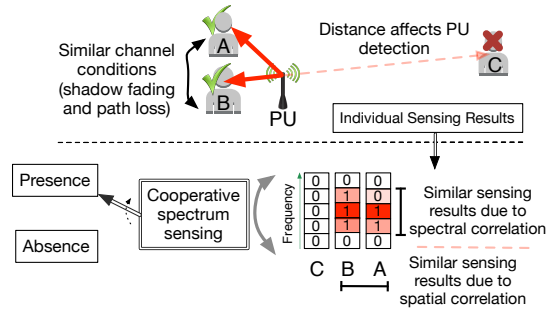 A
B
C
Similar channel
conditions
(shadow fading
and path loss)
Distance affects PU
detection
PU
Individual Sensing Results
Presence
Absence
Cooperative
spectrum
sensing
Frequency
0 0 0
0 1 0
0 1 1
0 1 1
0 0 0
C B A
Similar sensing
results due to
spectral correlation
Similar sensing
results due to
spatial correlation